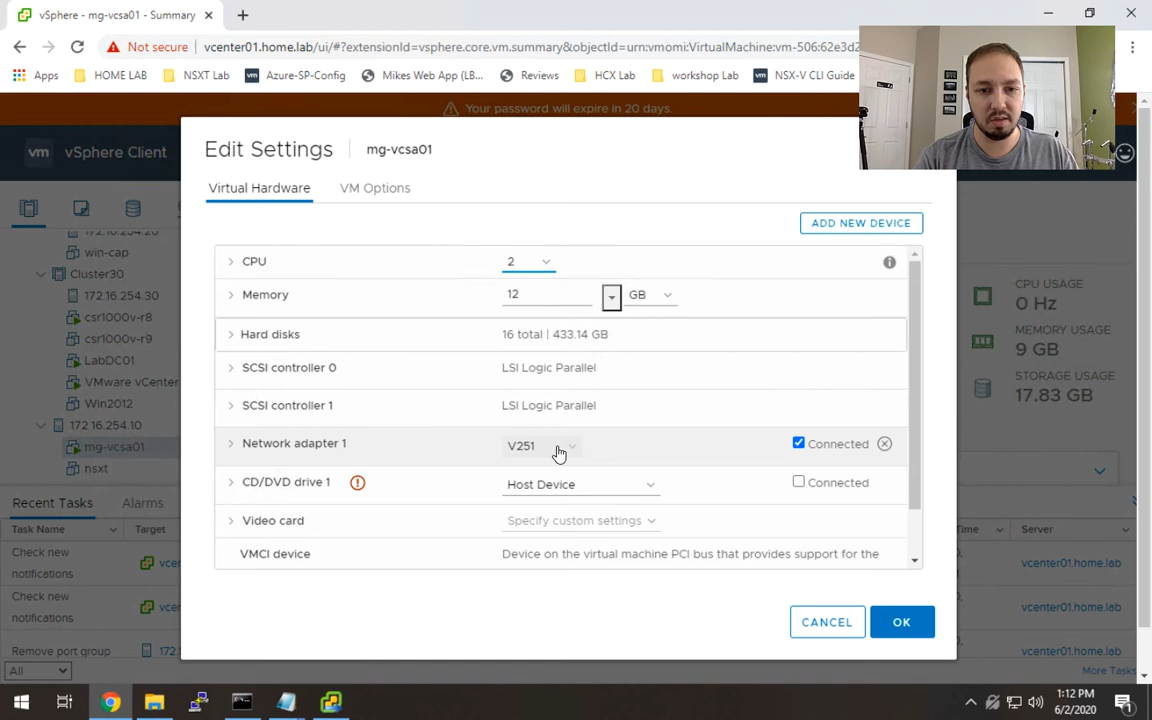 vSphere - mg-vcsa01 - Summary
Not secure
vcenter01.home.lab/ui/#?extensionId=vsphere.core.vm.summary&objectId=urn:vmomi:VirtualMachine:vm-506:62e3d2
Apps
HOME LAB
NSXT Lab
Azure-SP-Config
Mikes Web App (LB...
Reviews
HCX Lab
workshop Lab
NSX-V CLI Guide
Your password will expire in 20 days.
vm
vSphere Client
Edit Settings
mg-vcsa01
Virtual Hardware
VM Options
ADD NEW DEVICE
172.16.254.20
win-cap
Cluster30
172.16.254.30
csr1000v-r8
csr1000v-r9
LabDC01
VMware vCenter
Win2012
172.16.254.10
mg-vcsa01
nsxt
CPU
2
Memory
12
GB
Hard disks
16 total | 433.14 GB
SCSI controller 0
LSI Logic Parallel
SCSI controller 1
LSI Logic Parallel
Network adapter 1
V251
Connected
CD/DVD drive 1
Host Device
Connected
Video card
Specify custom settings
VMCI device
Device on the virtual machine PCI bus that provides support for the
CANCEL
OK
CPU USAGE
0 Hz
MEMORY USAGE
9 GB
STORAGE USAGE
17.83 GB
Recent Tasks
Alarms
Task Name
Target
Time
Server
Check new
notifications
vcenter01.home.lab
Check new
notifications
vcenter01.home.lab
Remove port group
172
vcenter01.home.lab
All
More Tasks
1:12 PM
6/2/2020
1